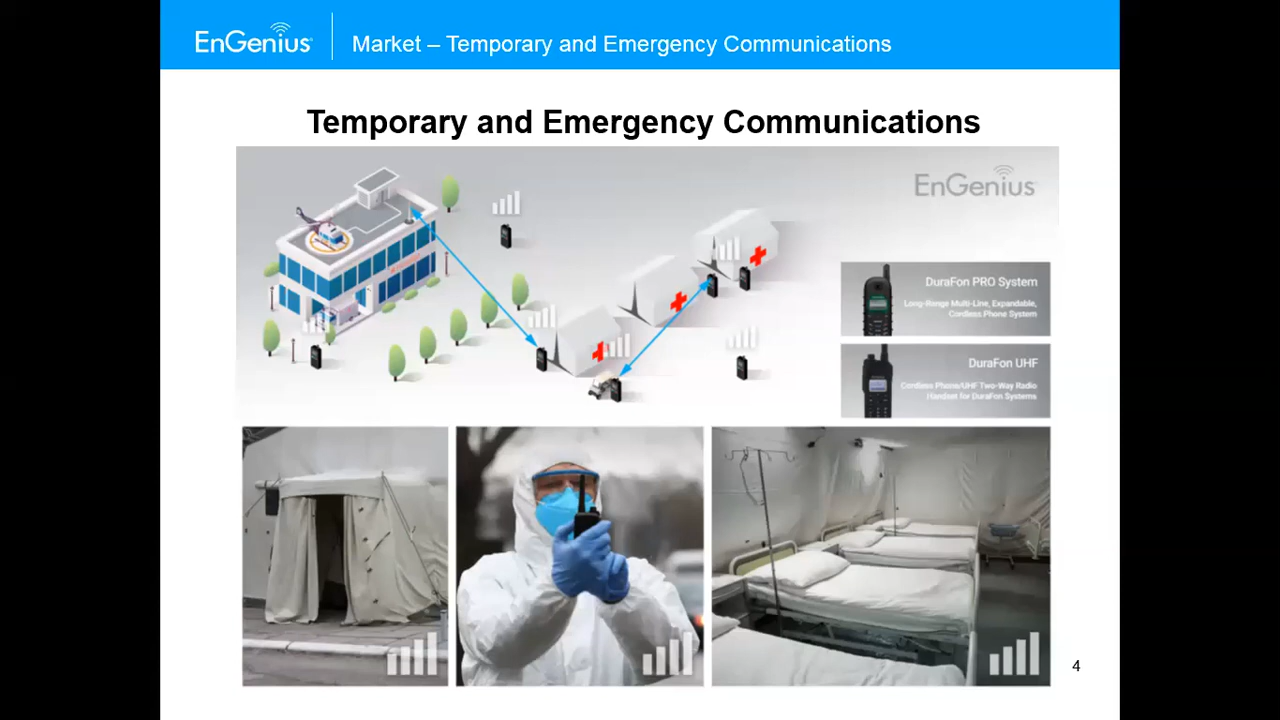 EnGenius
Market – Temporary and Emergency Communications
Temporary and Emergency Communications
EnGenius
DuraFon PRO System
Long-Range Multi-Line, Expandable,
Cordless Phone System
DuraFon UHF
Cordless Phone/UHF Two-Way Radio
Handset for DuraFon Systems
4